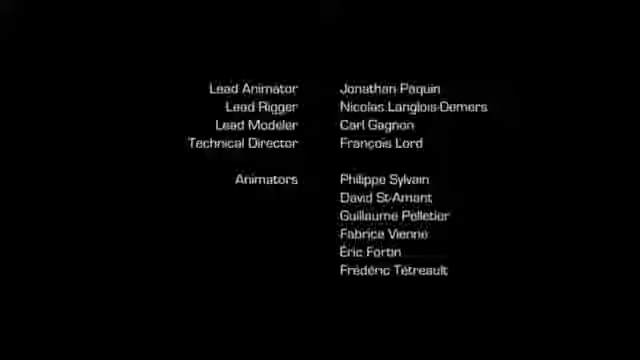 Lead Animator Jonathan Paquin
Lead Rigger Nicolas Langlois-Demers
Lead Modeler Carl Gagnon
Technical Director François Lord
Animators Philippe Sylvain
David St-Amant
Guillaume Pelletier
Fabrice Vienne
Éric Fortin
Frédéric Tétreault